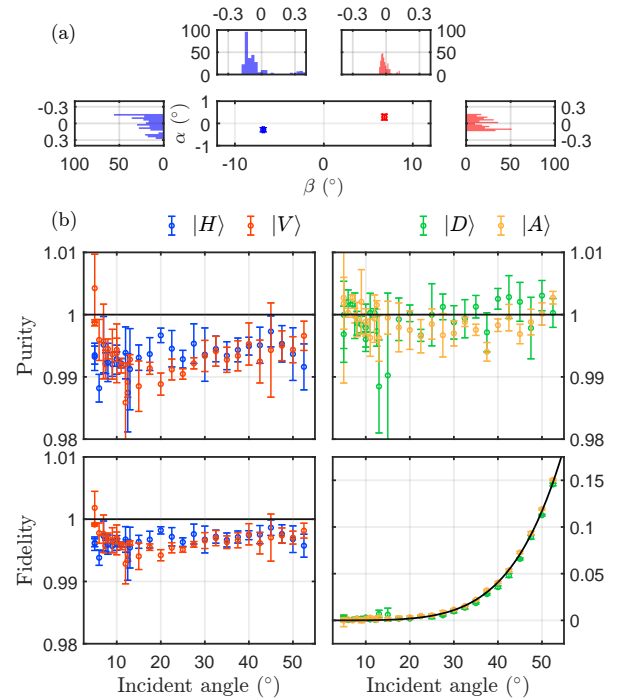 -0.3 0 0.3 -0.3 0 0.3
(a)
100
50
0
100
50
0
-0.3
0
0.3
100 50 0
α (°)
1
0
-1
-10 0 10
β (°)
-0.3
0
0.3
0 50 100
(b)
|H⟩ |V⟩ |D⟩ |A⟩
Purity
1.01
1
0.99
0.98
1.01
1
0.99
0.98
Fidelity
1.01
1
0.99
0.98
0.15
0.1
0.05
0
10 20 30 40 50 10 20 30 40 50
Incident angle (°) Incident angle (°)